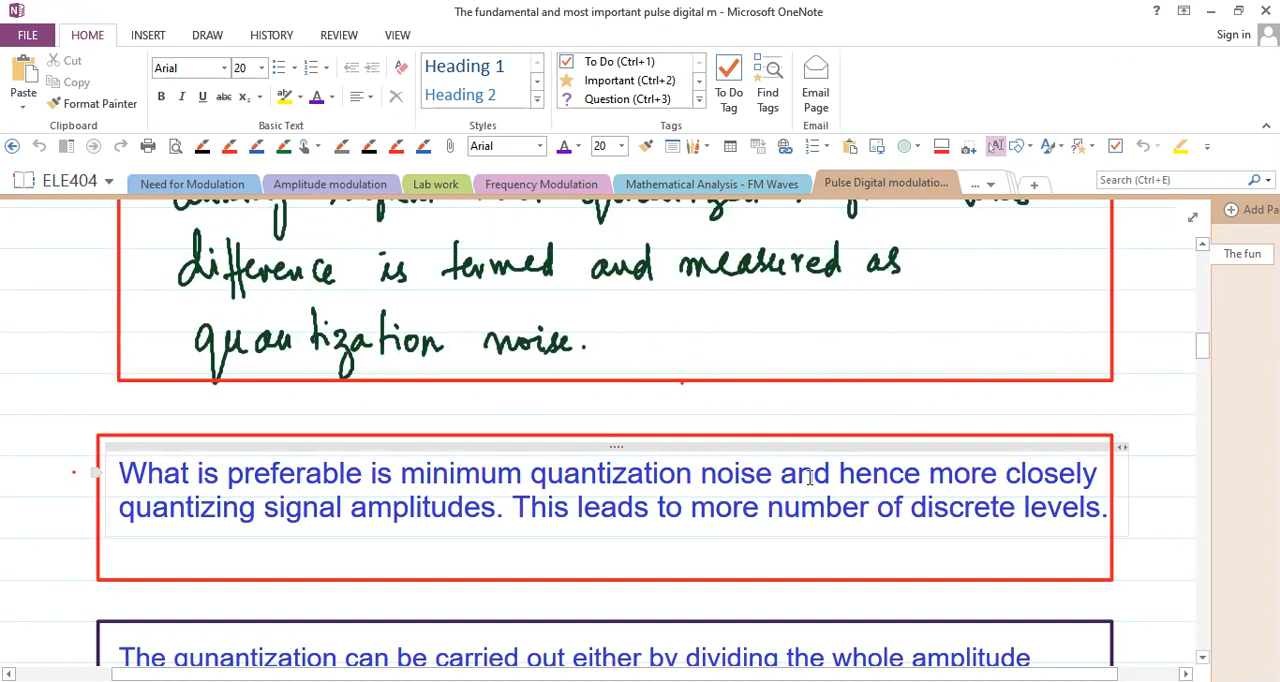 The fundamental and most important pulse digital m - Microsoft OneNote
Sign in
FILE HOME INSERT DRAW HISTORY REVIEW VIEW
Paste
Cut
Copy
Format Painter
Clipboard
Arial 20
B I U abc X₂ A
Basic Text
Heading 1
Heading 2
Styles
To Do (Ctrl+1)
Important (Ctrl+2)
? Question (Ctrl+3)
To Do Tag
Find Tags
Tags
Email Page
Email
Arial A 20
ELE404
Need for Modulation
Amplitude modulation
Lab work
Frequency Modulation
Mathematical Analysis - FM Waves
Pulse Digital modulatio...
...
Search (Ctrl+E)
Add Pa
The fun
difference is termed and measured as
quantization noise.
What is preferable is minimum quantization noise and hence more closely
quantizing signal amplitudes. This leads to more number of discrete levels.
The qunantization can be carried out either by dividing the whole amplitude